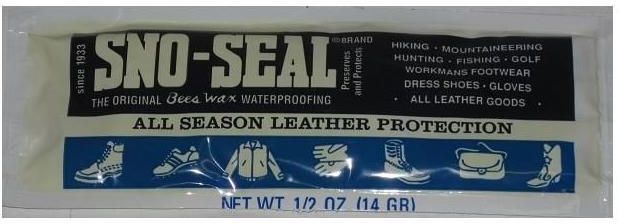 since 1933
SNO-SEAL
®BRAND
Preserves
and Protects
THE ORIGINAL Bees Wax WATERPROOFING
HIKING · MOUNTAINEERING
HUNTING · FISHING · GOLF
WORKMANS FOOTWEAR
DRESS SHOES · GLOVES
· ALL LEATHER GOODS ·
ALL SEASON LEATHER PROTECTION
NET WT. 1/2 OZ. (14 GR)